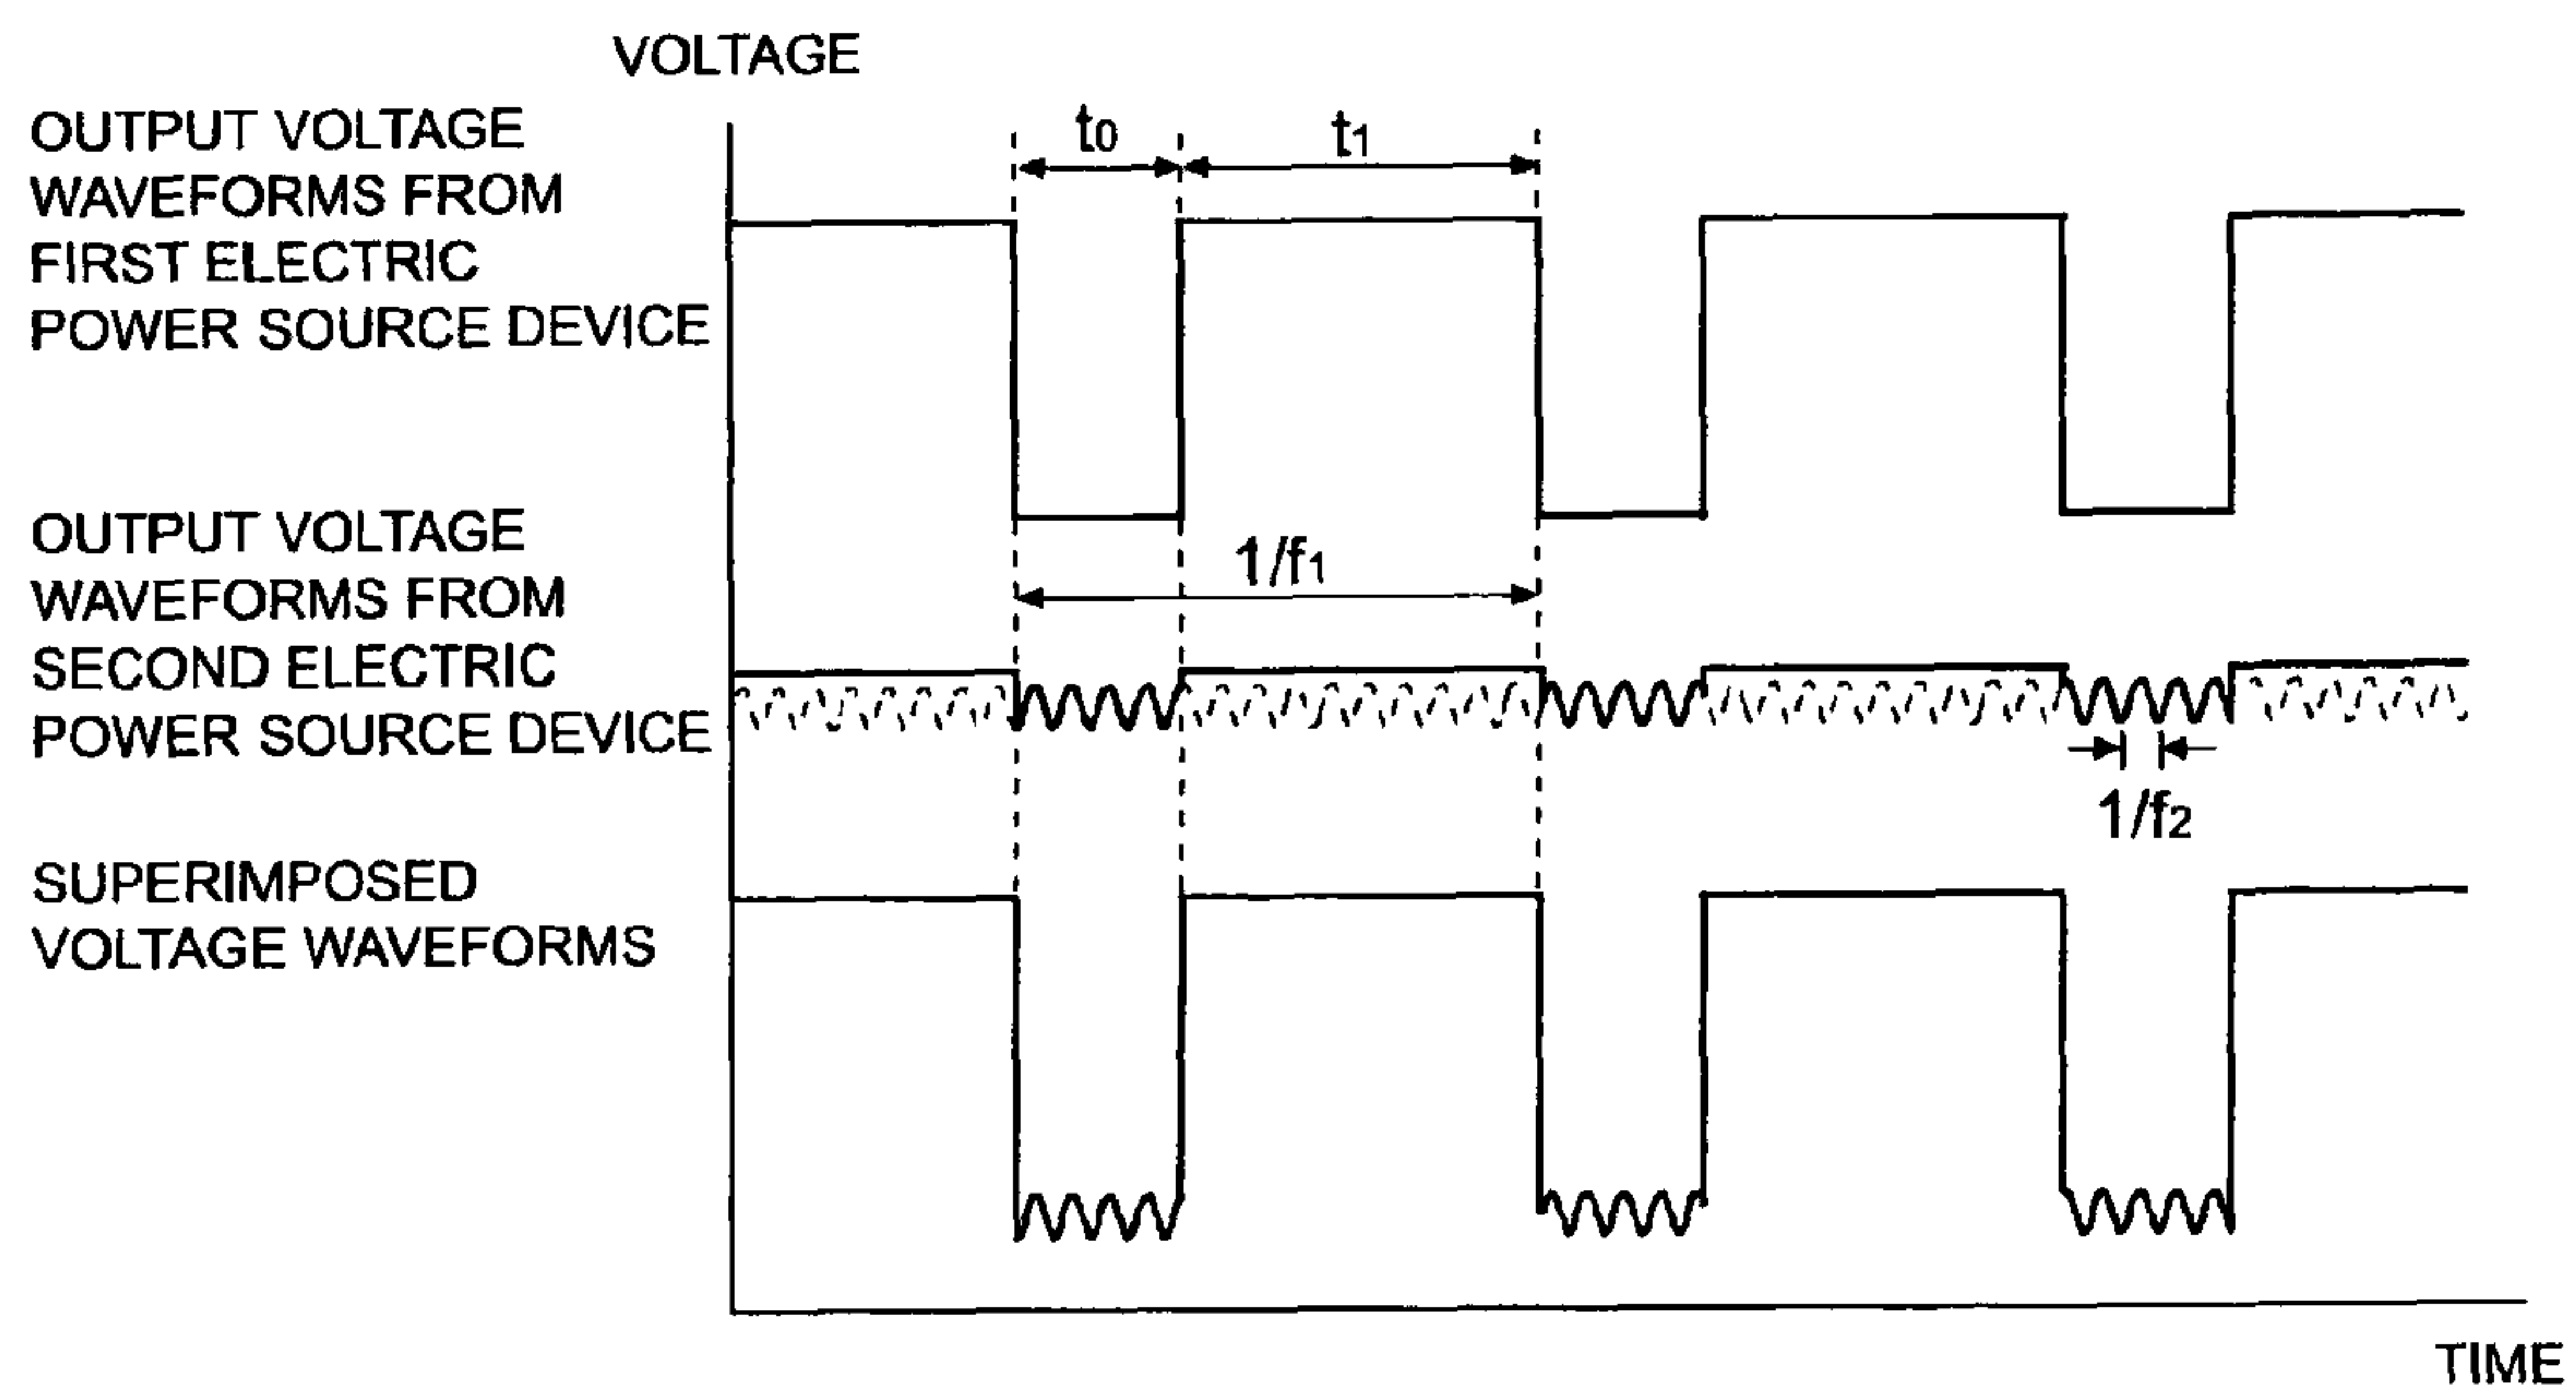 VOLTAGE
OUTPUT VOLTAGE
WAVEFORMS FROM
FIRST ELECTRIC
POWER SOURCE DEVICE
t0
t1
OUTPUT VOLTAGE
WAVEFORMS FROM
SECOND ELECTRIC
POWER SOURCE DEVICE
1/f1
1/f2
SUPERIMPOSED
VOLTAGE WAVEFORMS
TIME